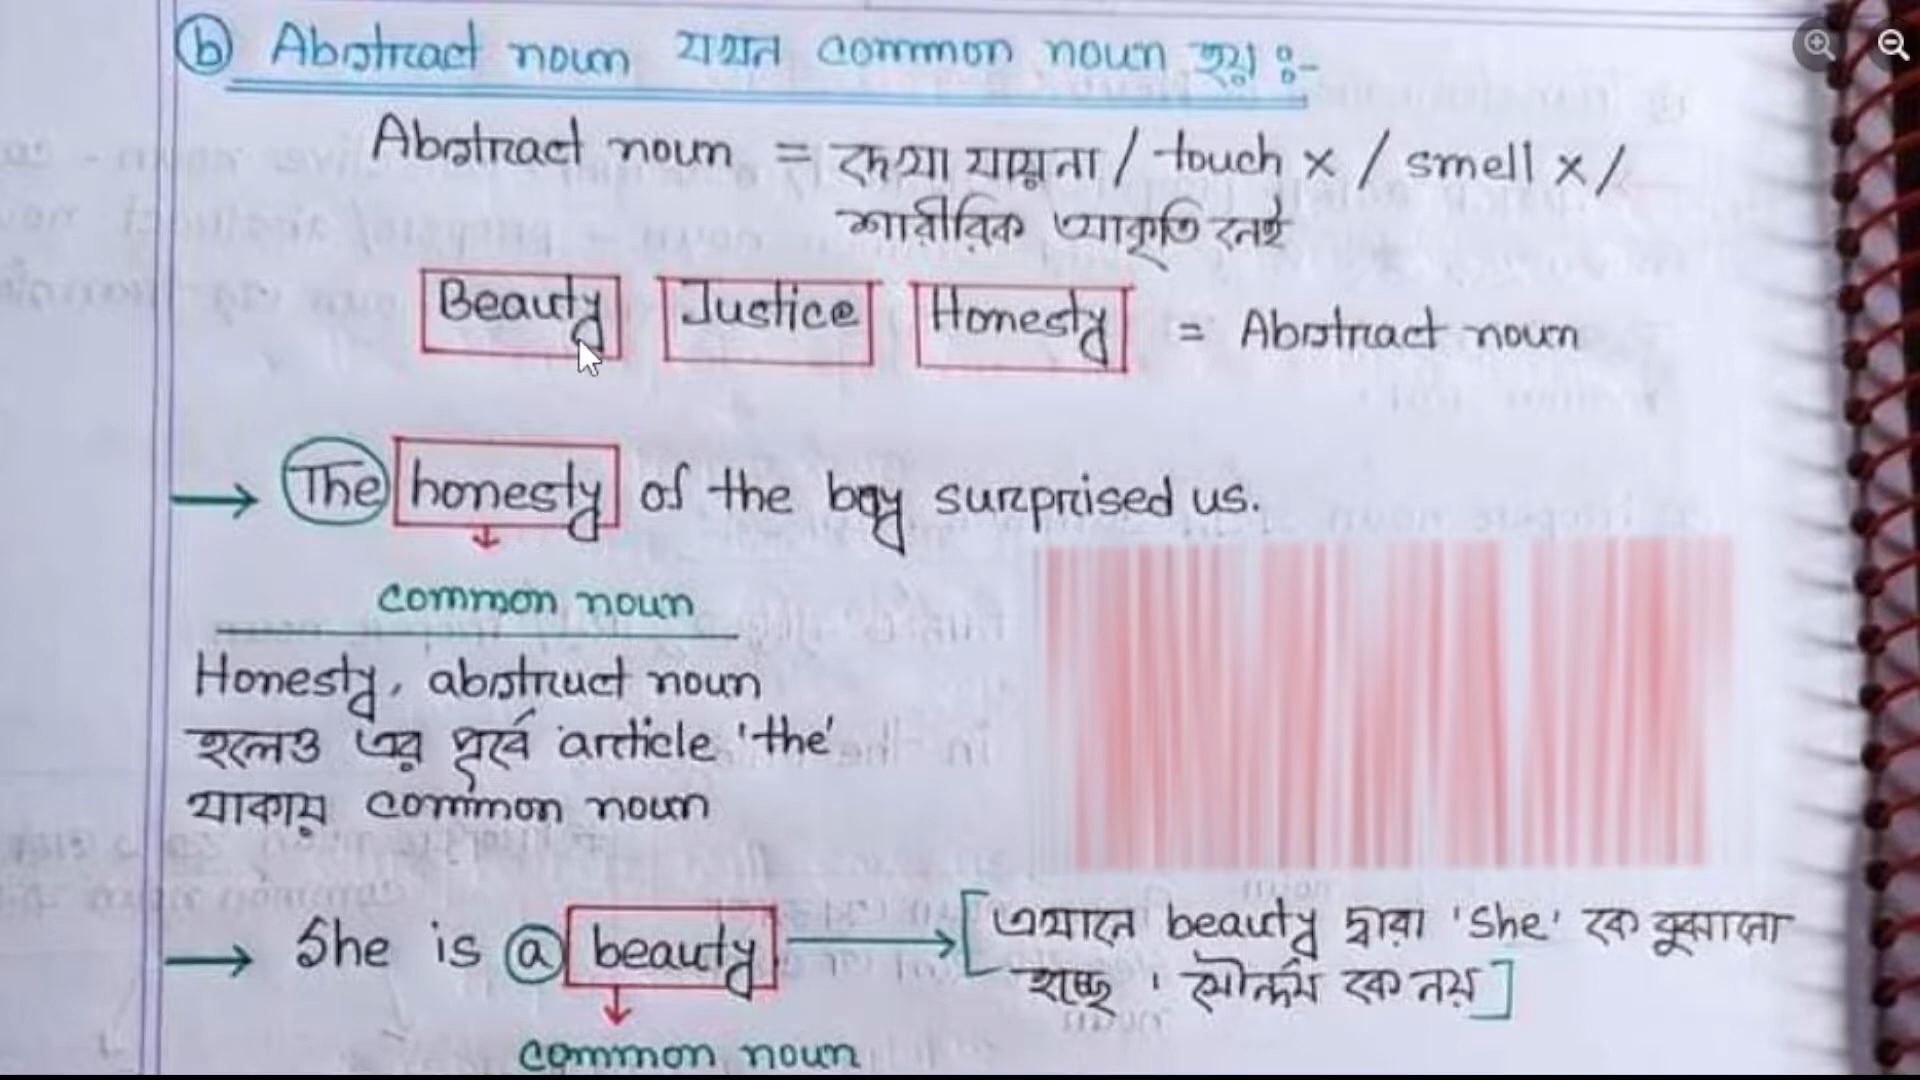 b Abstract noun যখন common noun হয় ঃ-
Abstract noun = দেখা যায়না / touch x / smell x /
শারীরিক আকৃতি নেই
Beauty Justice Honesty = Abstract noun
→ The honesty of the boy surprised us.
common noun
Honesty, abstruct noun
হলেও এর পূর্বে article 'the'
থাকায় common noun
→ She is a beauty → [এখানে beauty দ্বারা 'She' কে বুঝানো
হচ্ছে । সৌন্দর্য কে নয়]
common noun